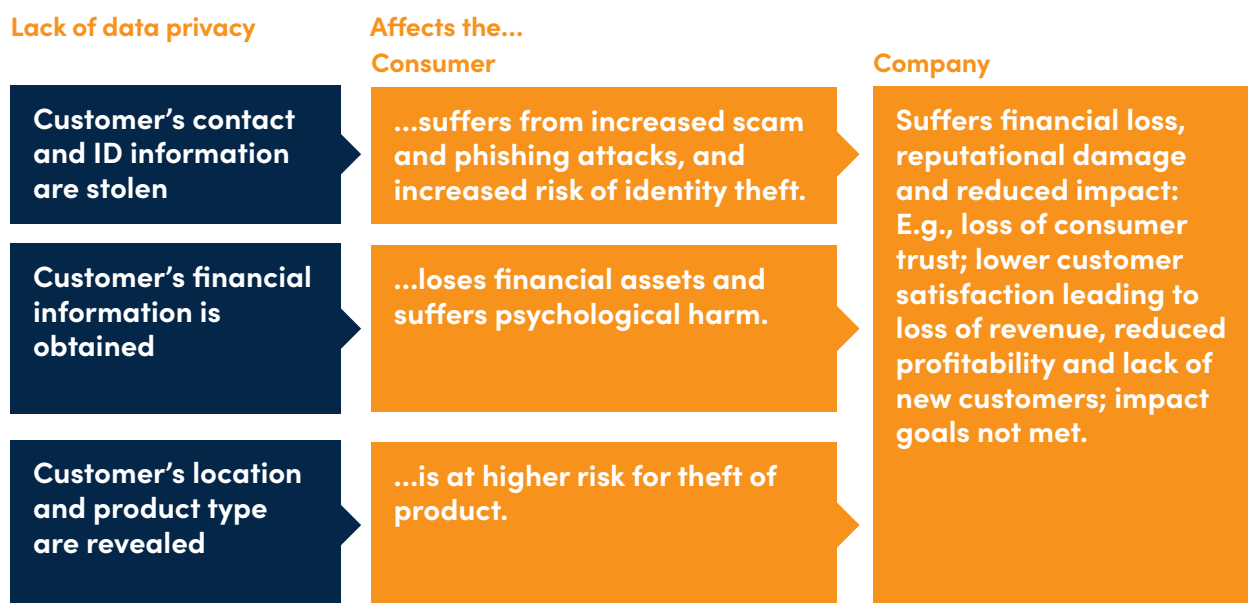 Lack of data privacy
Affects the...
Consumer
Company
Customer’s contact
and ID information
are stolen
...suffers from increased scam
and phishing attacks, and
increased risk of identity theft.
Customer’s financial
information is
obtained
...loses financial assets and
suffers psychological harm.
Customer’s location
and product type
are revealed
...is at higher risk for theft of
product.
Suffers financial loss,
reputational damage
and reduced impact:
E.g., loss of consumer
trust; lower customer
satisfaction leading to
loss of revenue, reduced
profitability and lack of
new customers; impact
goals not met.